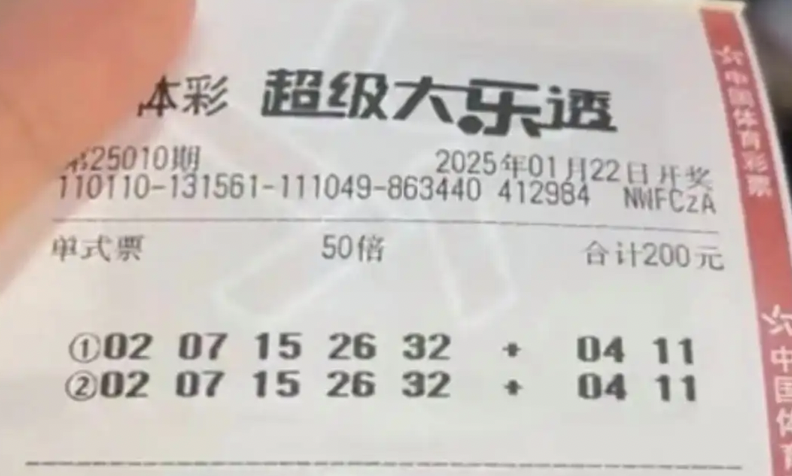 体彩 超级大乐透
第25010期 2025年01月22日开奖
110110-131561-111049-863440 412984 NWFCzA
单式票 50倍 合计200元
①02 07 15 26 32 + 04 11
②02 07 15 26 32 + 04 11
中国体育彩票
中国体育